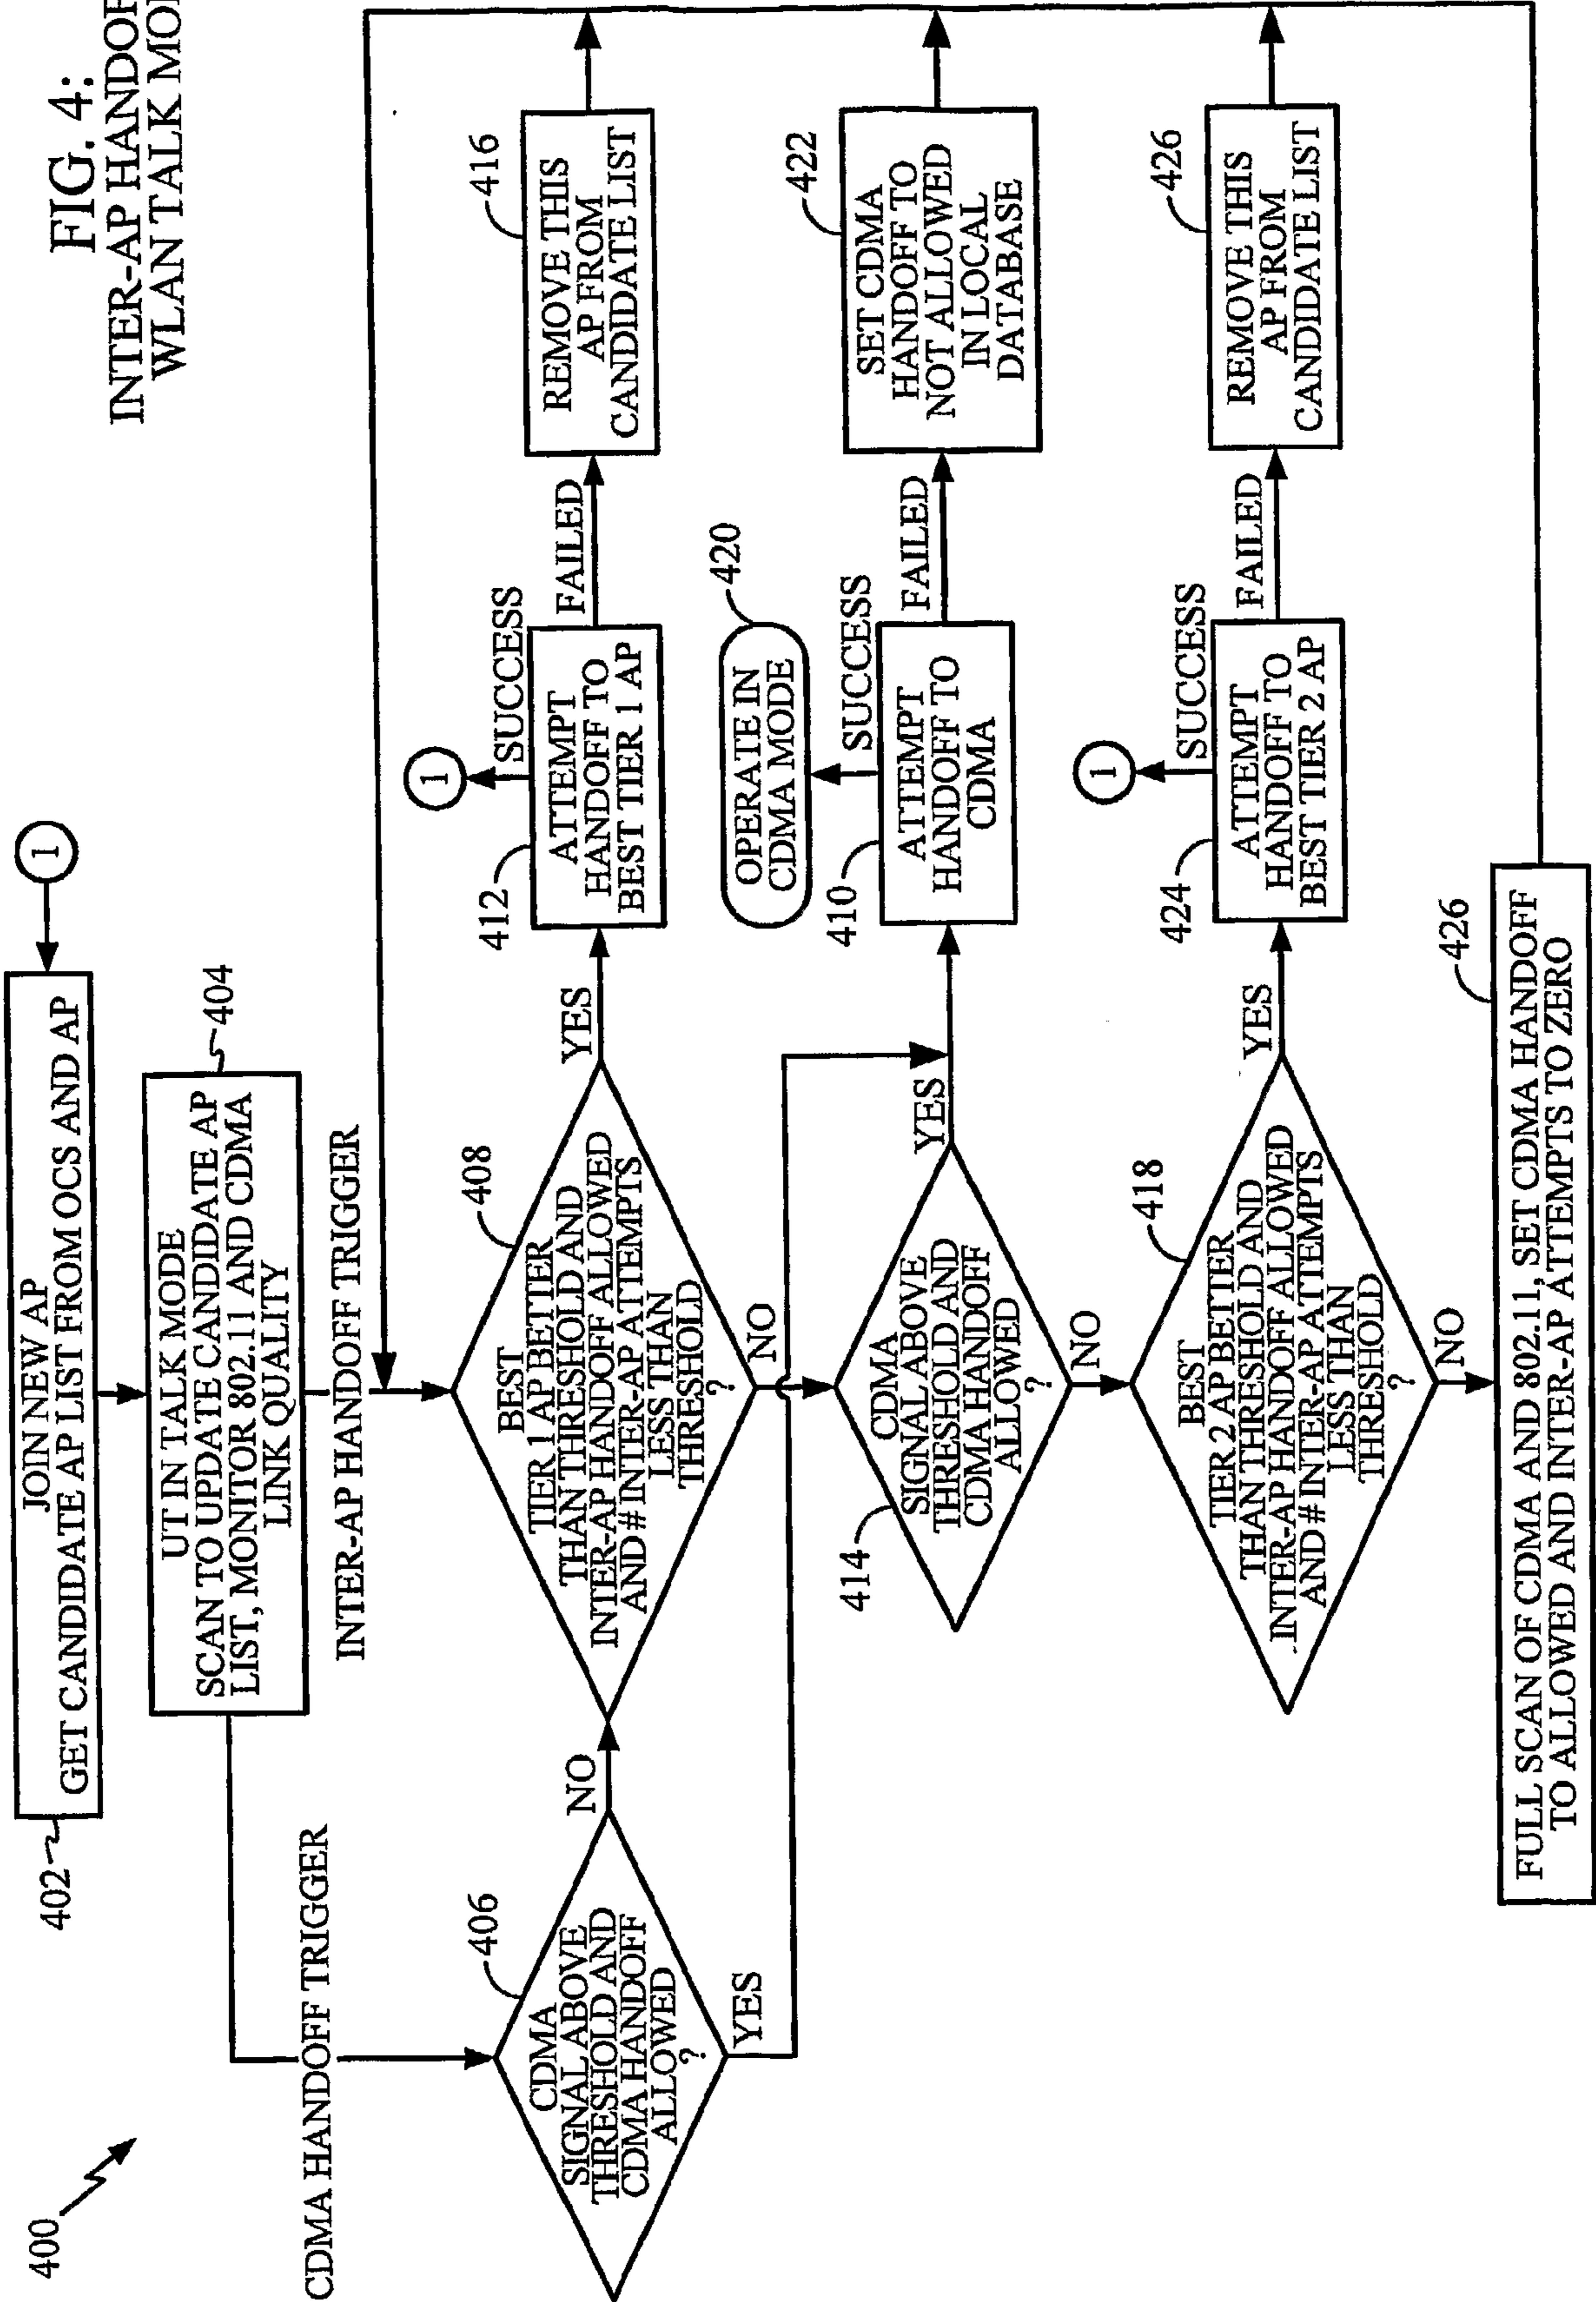 FIG. 4:
INTER-AP HANDOF
WLAN TALK MO
400
1
402
JOIN NEW AP
GET CANDIDATE AP LIST FROM OCS AND AP
404
UT IN TALK MODE
SCAN TO UPDATE CANDIDATE AP
LIST, MONITOR 802.11 AND CDMA
LINK QUALITY
CDMA HANDOFF TRIGGER
INTER-AP HANDOFF TRIGGER
406
CDMA
SIGNAL ABOVE
THRESHOLD AND
CDMA HANDOFF
ALLOWED
?
NO
YES
408
BEST
TIER 1 AP BETTER
THAN THRESHOLD AND
INTER-AP HANDOFF ALLOWED
AND # INTER-AP ATTEMPTS
LESS THAN
THRESHOLD
?
YES
NO
412
ATTEMPT
HANDOFF TO
BEST TIER 1 AP
SUCCESS
1
FAILED
416
REMOVE THIS
AP FROM
CANDIDATE LIST
414
CDMA
SIGNAL ABOVE
THRESHOLD AND
CDMA HANDOFF
ALLOWED
?
YES
NO
410
ATTEMPT
HANDOFF TO
CDMA
SUCCESS
420
OPERATE IN
CDMA MODE
FAILED
422
SET CDMA
HANDOFF TO
NOT ALLOWED
IN LOCAL
DATABASE
418
BEST
TIER 2 AP BETTER
THAN THRESHOLD AND
INTER-AP HANDOFF ALLOWED
AND # INTER-AP ATTEMPTS
LESS THAN
THRESHOLD
?
YES
NO
424
ATTEMPT
HANDOFF TO
BEST TIER 2 AP
SUCCESS
1
FAILED
426
REMOVE THIS
AP FROM
CANDIDATE LIST
426
FULL SCAN OF CDMA AND 802.11, SET CDMA HANDOFF
TO ALLOWED AND INTER-AP ATTEMPTS TO ZERO